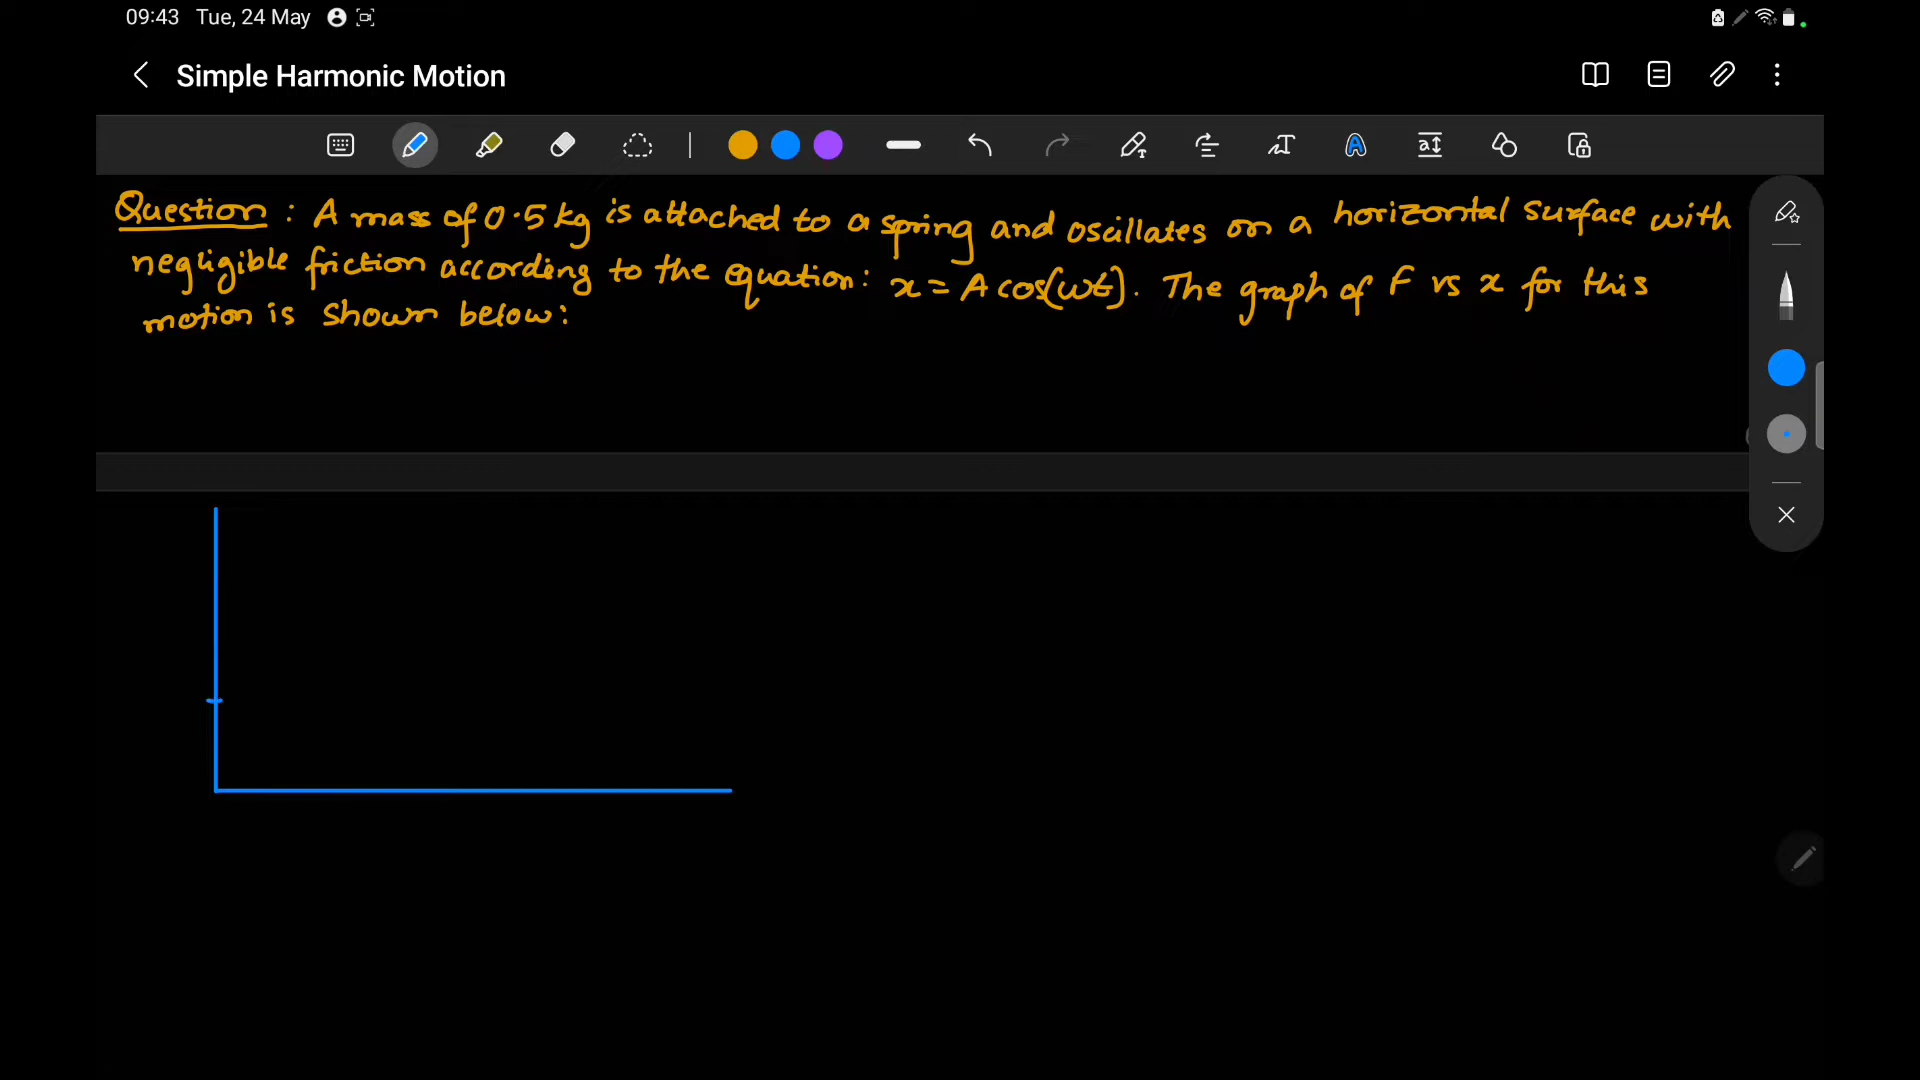 09:43 Tue, 24 May
Simple Harmonic Motion
Question : A mass of 0.5 kg is attached to a spring and oscillates on a horizontal surface with
negligible friction according to the equation: x = A cos(ωt). The graph of F vs x for this
motion is shown below: